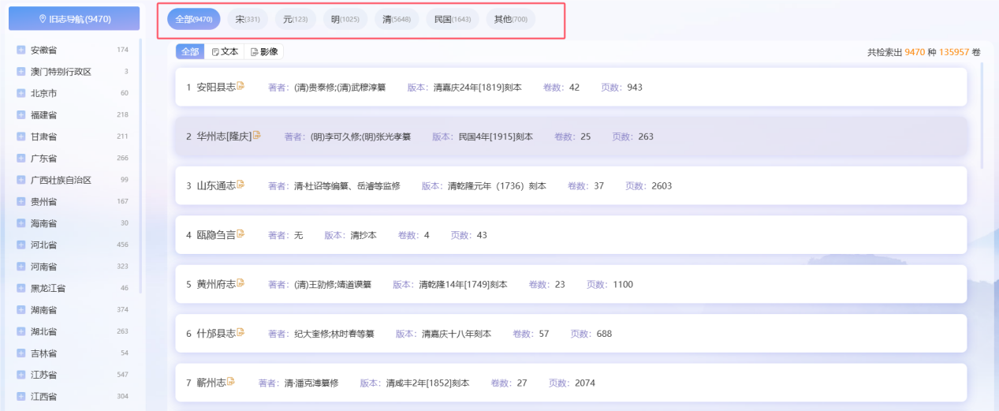 旧志导航(9470)
安徽省 174
澳门特别行政区 3
北京市 60
福建省 218
甘肃省 211
广东省 266
广西壮族自治区 99
贵州省 167
海南省 30
河北省 456
河南省 323
黑龙江省 46
湖南省 374
湖北省 263
吉林省 54
江苏省 547
江西省 304
全部(9470) 宋(331) 元(123) 明(1025) 清(5648) 民国(1643) 其他(700)
全部 文本 影像 共检索出 9470 种 135957 卷
1 安阳县志 著者：(清)贵泰修;(清)武穆淳纂 版本：清嘉庆24年[1819]刻本 卷数：42 页数：943
2 华州志[隆庆] 著者：(明)李可久修;(明)张光孝纂 版本：民国4年[1915]刻本 卷数：25 页数：263
3 山东通志 著者：清·杜诏等编纂、岳濬等监修 版本：清乾隆元年（1736）刻本 卷数：37 页数：2603
4 瓯隐刍言 著者：无 版本：清抄本 卷数：4 页数：43
5 黄州府志 著者：(清)王勍修;靖道谟纂 版本：清乾隆14年[1749]刻本 卷数：23 页数：1100
6 什邡县志 著者：纪大奎修;林时春等纂 版本：清嘉庆十八年刻本 卷数：57 页数：688
7 蕲州志 著者：清·潘克溥纂修 版本：清咸丰2年[1852]刻本 卷数：27 页数：2074